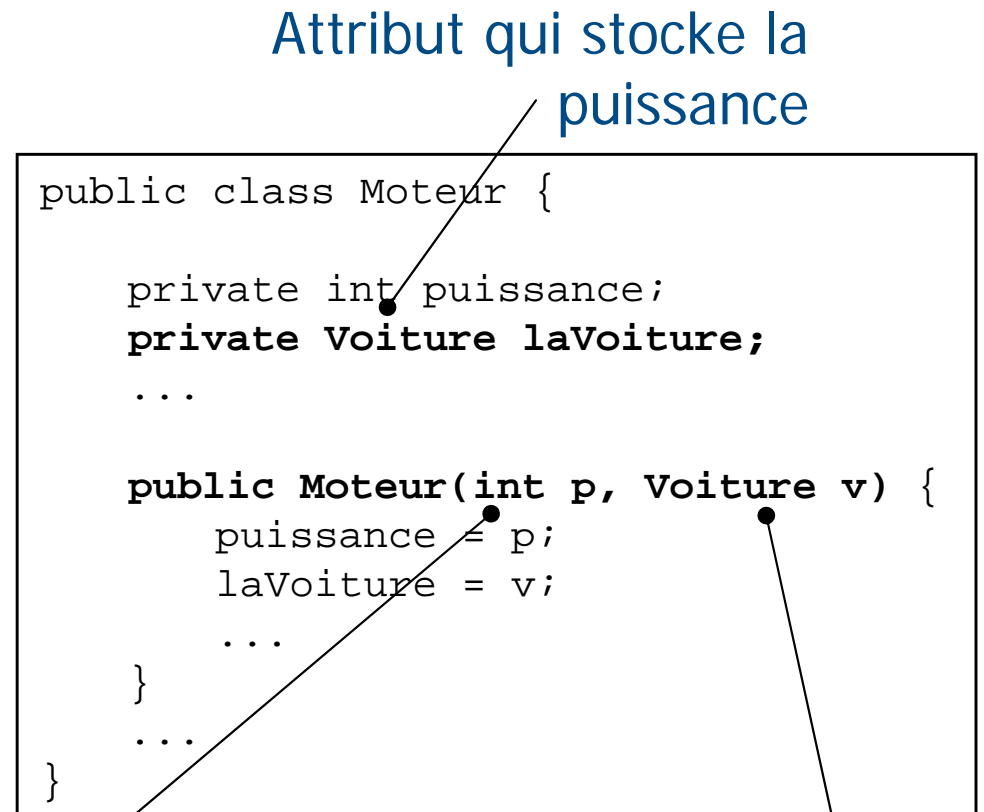 Attribut qui stocke la
puissance
public class Moteur {
private int puissance;
private Voiture laVoiture;
...
public Moteur(int p, Voiture v) {
puissance = p;
laVoiture = v;
...
}
...
}